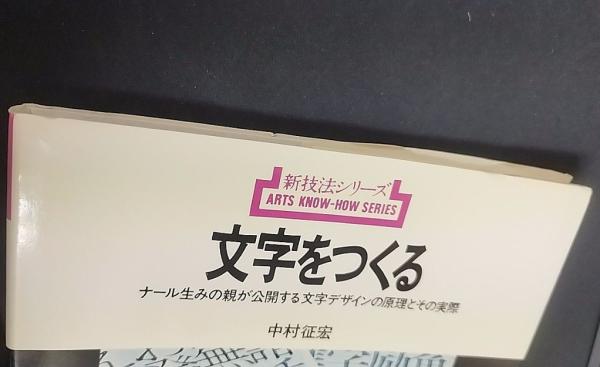 新技法シリーズ
ARTS KNOW-HOW SERIES
文字をつくる
ナール生みの親が公開する文字デザインの原理とその実際
中村征宏